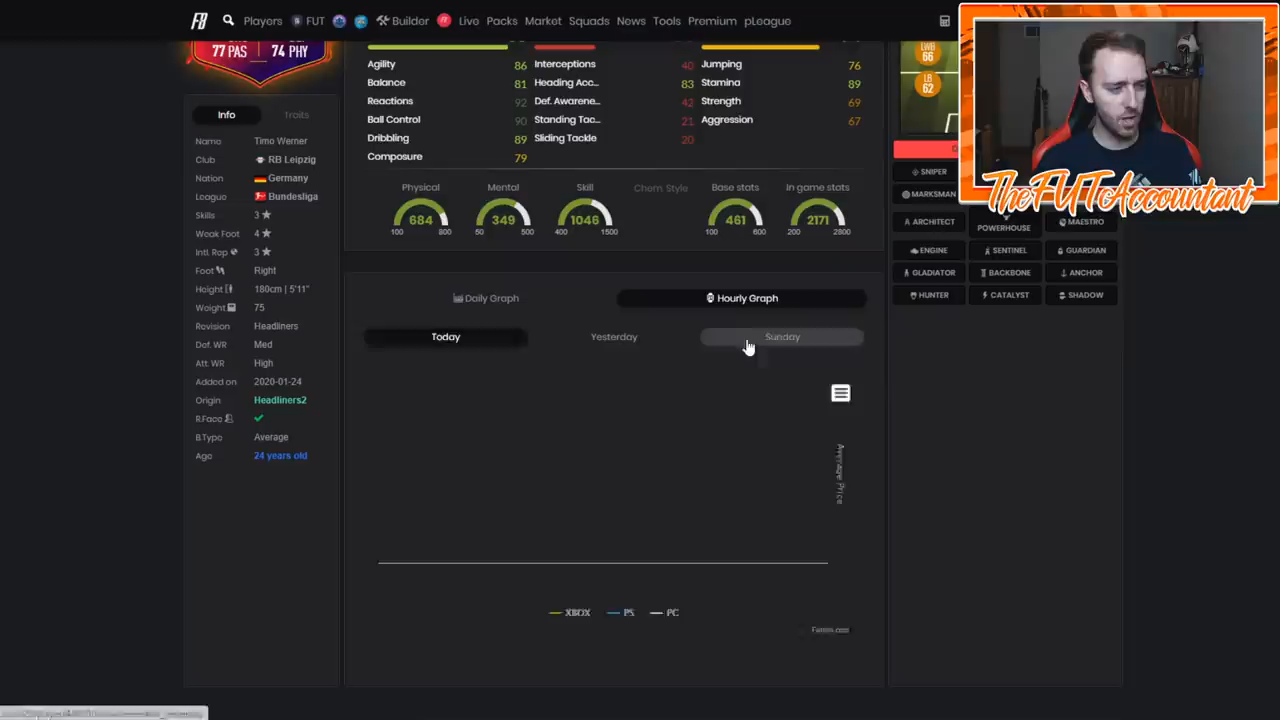 FB Players FUT Builder Live Packs Market Squads News Tools Premium pLeague
77 PAS 74 PHY
Agility 86 Interceptions 40 Jumping 76
Balance 81 Heading Acc... 83 Stamina 89
Reactions 92 Def. Awarene... 42 Strength 69
Ball Control 90 Standing Tac... 21 Aggression 67
Dribbling 89 Sliding Tackle 20
Composure 79
Physical Mental Skill Chem Style Base stats In game stats
684 349 1046 461 2171
100 800 50 500 400 1500 100 600 200 2800
Info Traits
Name Timo Werner
Club RB Leipzig
Nation Germany
League Bundesliga
Skills 3
Weak Foot 4
Intl. Rep 3
Foot Right
Height 180cm | 5'11"
Weight 75
Revision Headliners
Def. WR Med
Att. WR High
Added on 2020-01-24
Origin Headliners2
R.Face
B.Type Average
Age 24 years old
Daily Graph Hourly Graph
Today Yesterday Sunday
Average Price
XBOX PS PC
LWB
66
LB
62
SNIPER
MARKSMAN
ARCHITECT POWERHOUSE MAESTRO
ENGINE SENTINEL GUARDIAN
GLADIATOR BACKBONE ANCHOR
HUNTER CATALYST SHADOW
TheFUTAccountant